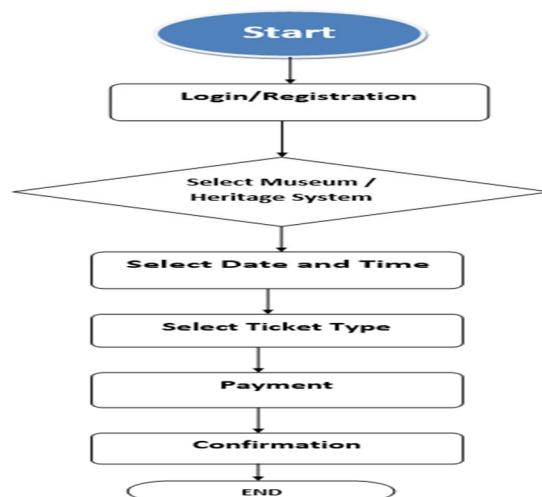 Start
Login/Registration
Select Museum /
Heritage System
Select Date and Time
Select Ticket Type
Payment
Confirmation
END